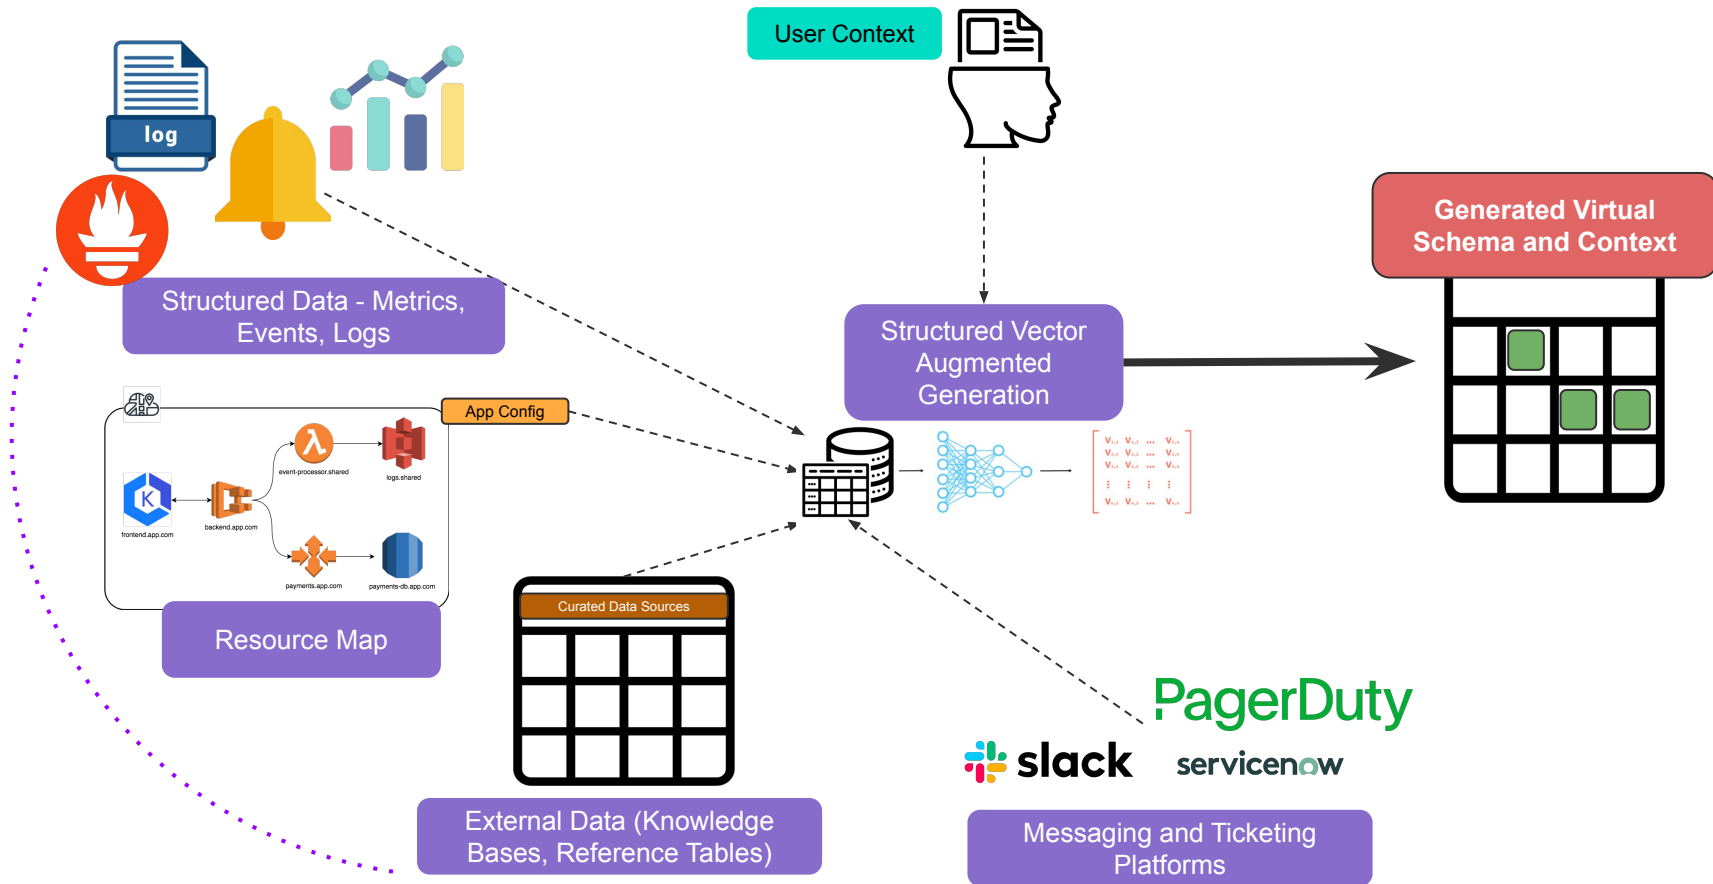 User Context
log
Generated Virtual
Schema and Context
Structured Data - Metrics,
Events, Logs
Structured Vector
Augmented
Generation
App Config
event-processor.shared
logs.shared
K
frontend.app.com
backend.app.com
payments.app.com
payments-db.app.com
Resource Map
Curated Data Sources
External Data (Knowledge
Bases, Reference Tables)
PagerDuty
slack
servicenow
Messaging and Ticketing
Platforms